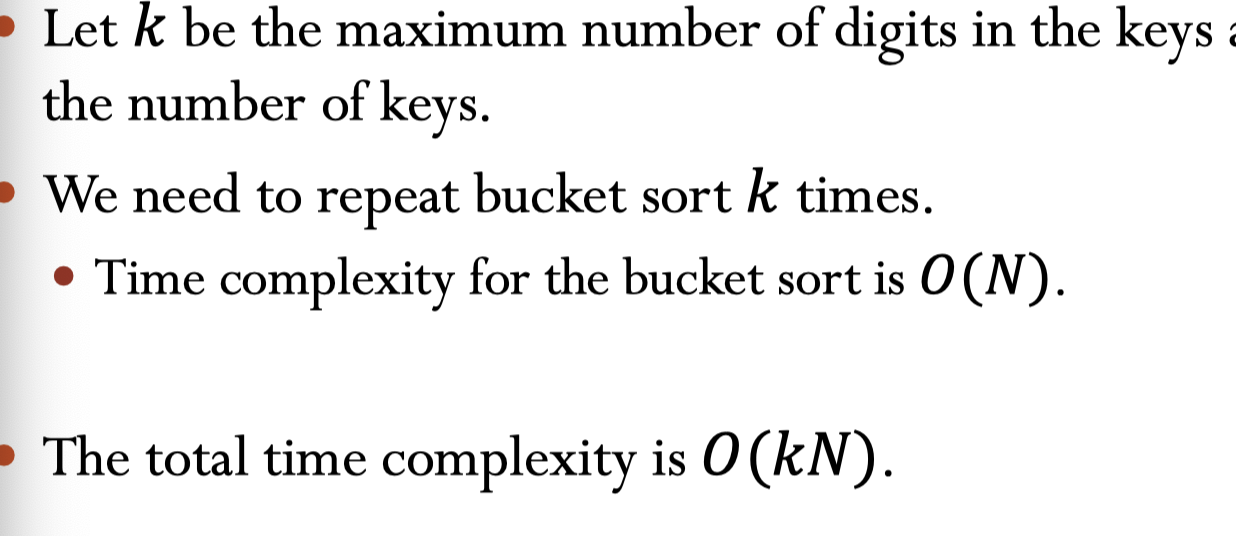 • Let k be the maximum number of digits in the keys
the number of keys.
• We need to repeat bucket sort k times.
• Time complexity for the bucket sort is O(N).
• The total time complexity is O(kN).